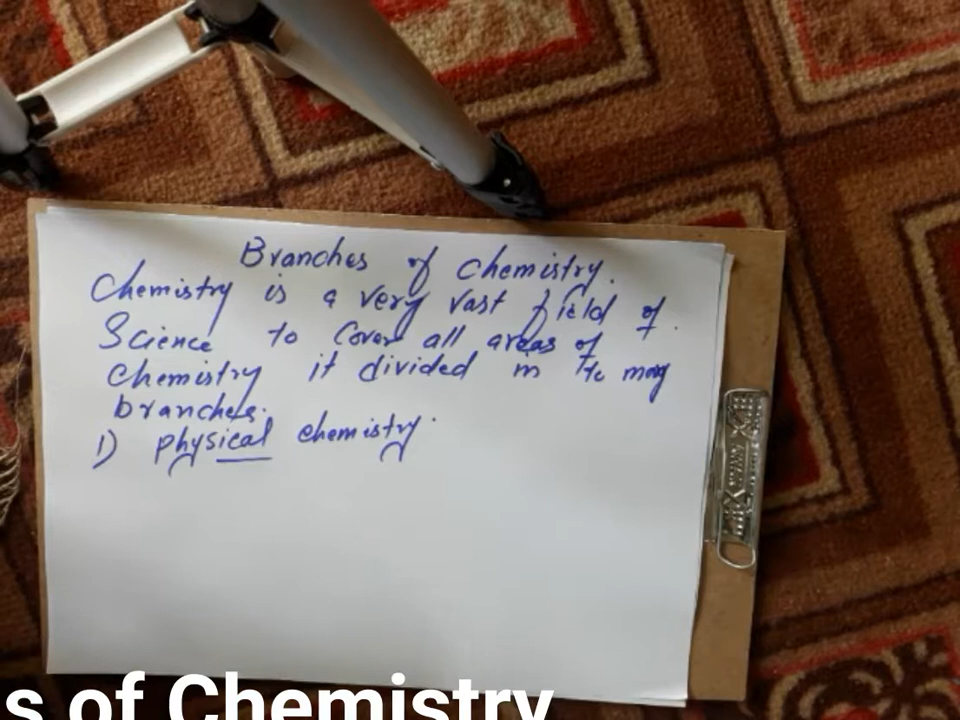 Branches of chemistry.
Chemistry is a very vast field of
Science to Cover all areas of
Chemistry it divided in to many
branches.
1) physical chemistry.
s of Chemistry